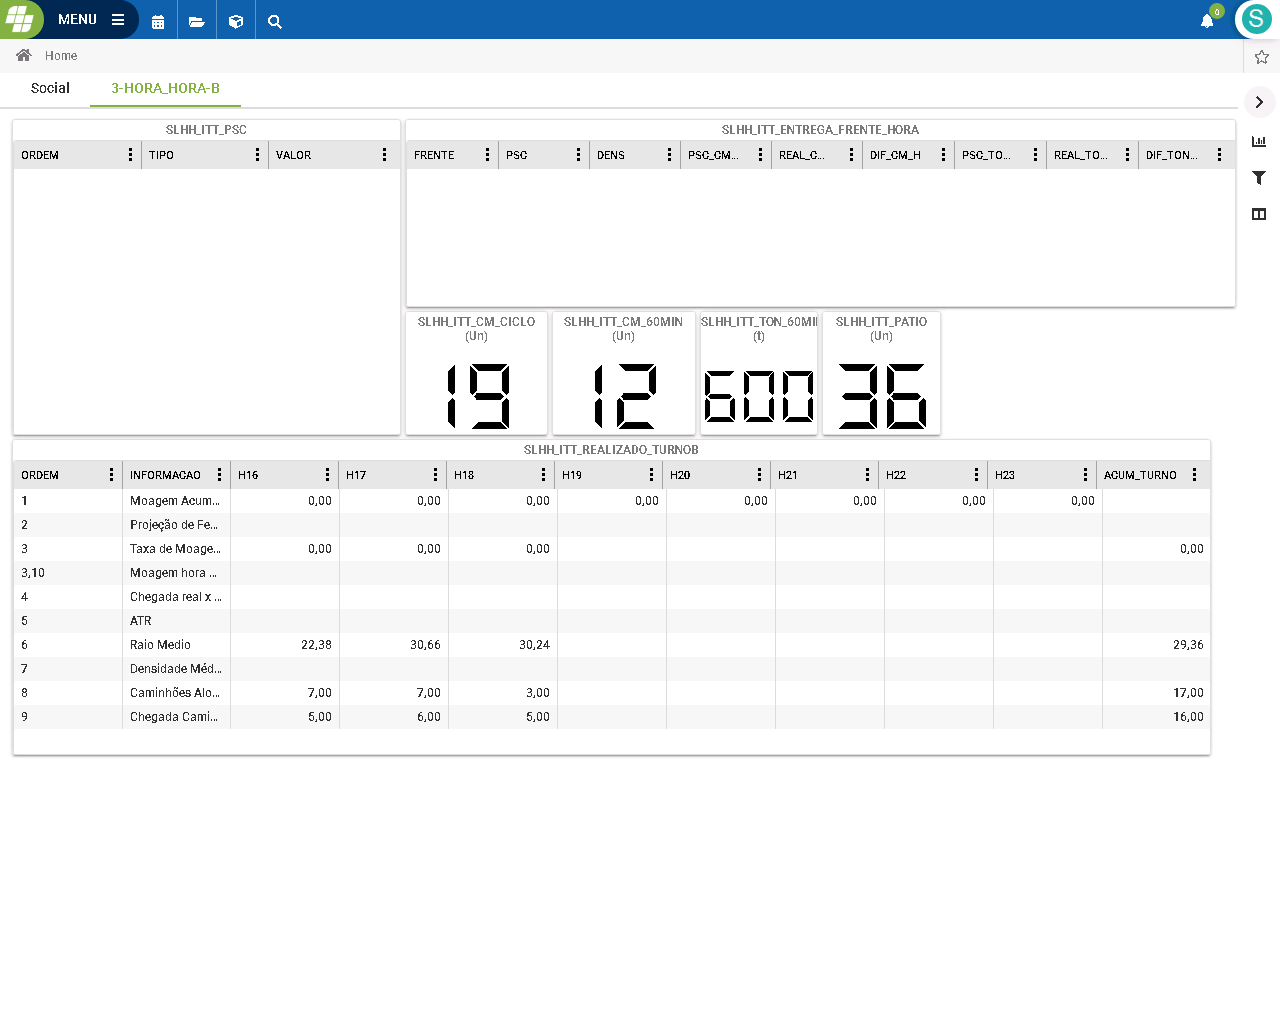 MENU
0
S
Home
Social
3-HORA_HORA-B
SLHH_ITT_PSC
ORDEM TIPO VALOR
SLHH_ITT_ENTREGA_FRENTE_HORA
FRENTE PSC DENS PSC_CM... REAL_C... DIF_CM_H PSC_TO... REAL_TO... DIF_TON...
SLHH_ITT_CM_CICLO
(Un)
19
SLHH_ITT_CM_60MIN
(Un)
12
SLHH_ITT_TON_60MI
(t)
600
SLHH_ITT_PATIO
(Un)
36
SLHH_ITT_REALIZADO_TURNOB
ORDEM INFORMACAO H16 H17 H18 H19 H20 H21 H22 H23 ACUM_TURNO
1 Moagem Acum... 0,00 0,00 0,00 0,00 0,00 0,00 0,00 0,00
2 Projeção de Fe...
3 Taxa de Moage... 0,00 0,00 0,00 0,00
3,10 Moagem hora ...
4 Chegada real x ...
5 ATR
6 Raio Medio 22,38 30,66 30,24 29,36
7 Densidade Méd...
8 Caminhões Alo... 7,00 7,00 3,00 17,00
9 Chegada Cami... 5,00 6,00 5,00 16,00